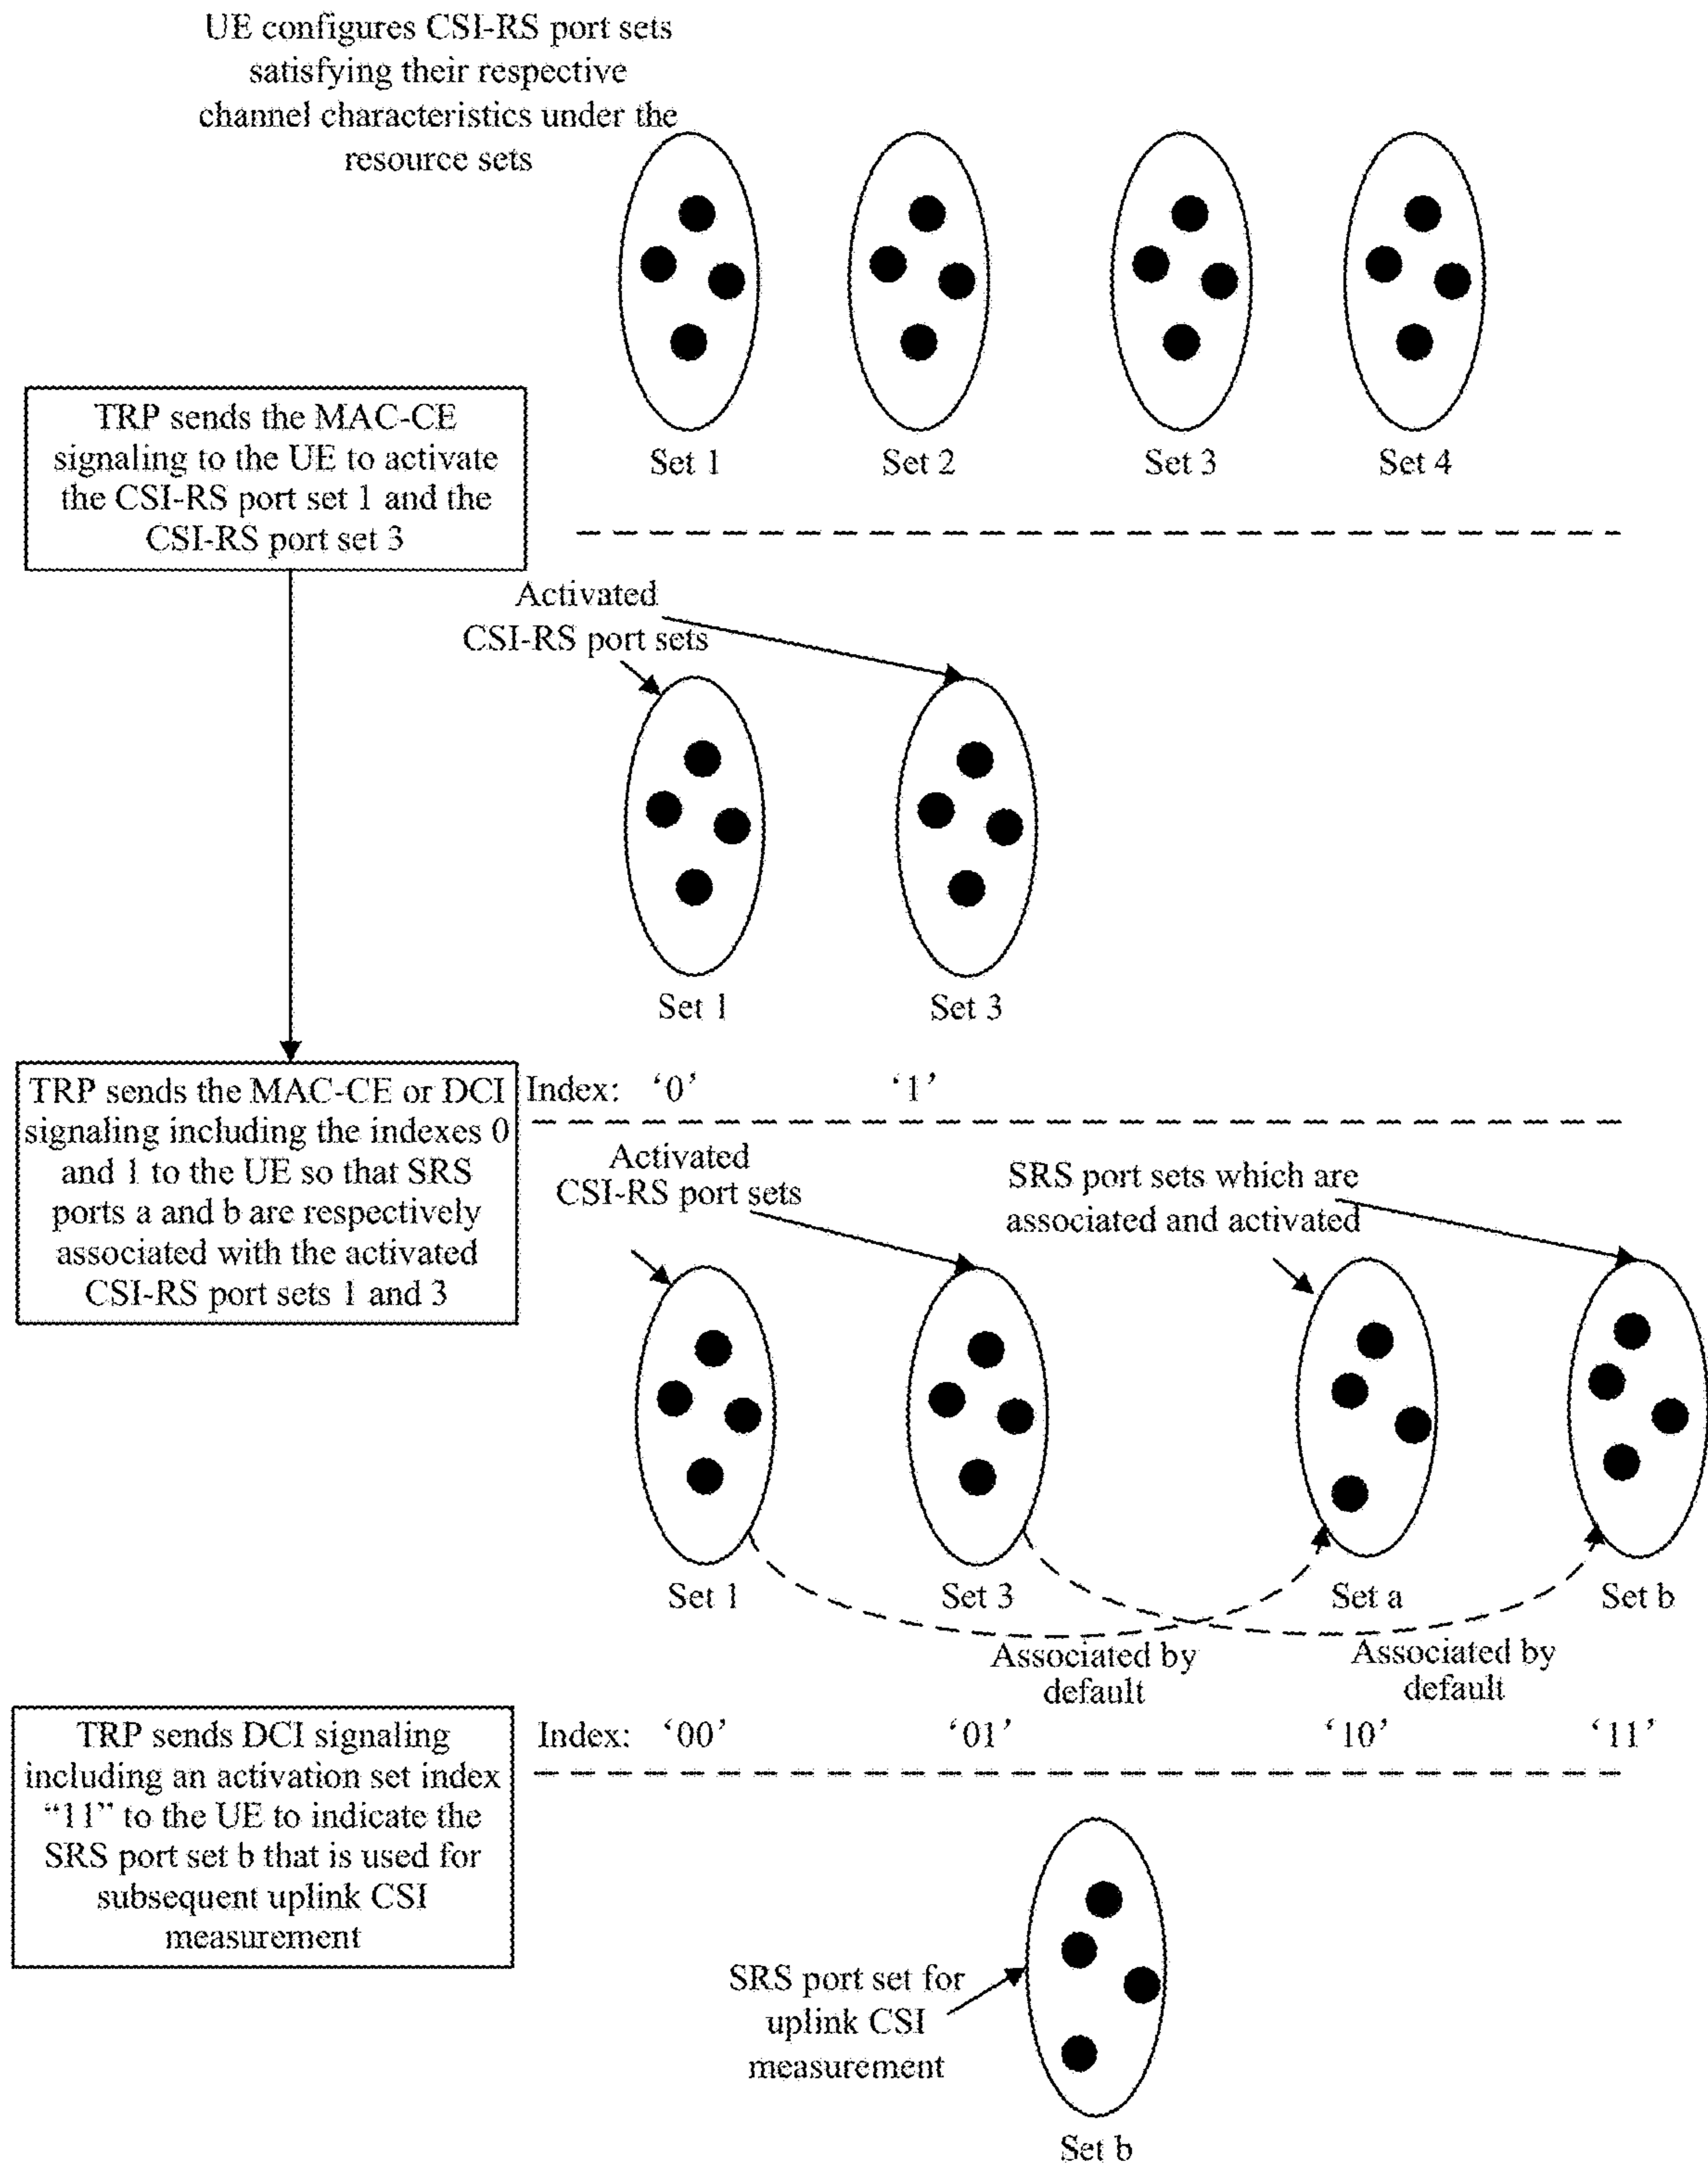 UE configures CSI-RS port sets
satisfying their respective
channel characteristics under the
resource sets
Set 1
Set 2
Set 3
Set 4
TRP sends the MAC-CE
signaling to the UE to activate
the CSI-RS port set 1 and the
CSI-RS port set 3
Activated
CSI-RS port sets
Set 1
Set 3
Index: ‘0’ ‘1’
TRP sends the MAC-CE or DCI
signaling including the indexes 0
and 1 to the UE so that SRS
ports a and b are respectively
associated with the activated
CSI-RS port sets 1 and 3
Activated
CSI-RS port sets
SRS port sets which are
associated and activated
Set 1
Set 3
Set a
Set b
Associated by
default
Associated by
default
Index: ‘00’ ‘01’ ‘10’ ‘11’
TRP sends DCI signaling
including an activation set index
“11” to the UE to indicate the
SRS port set b that is used for
subsequent uplink CSI
measurement
SRS port set for
uplink CSI
measurement
Set b